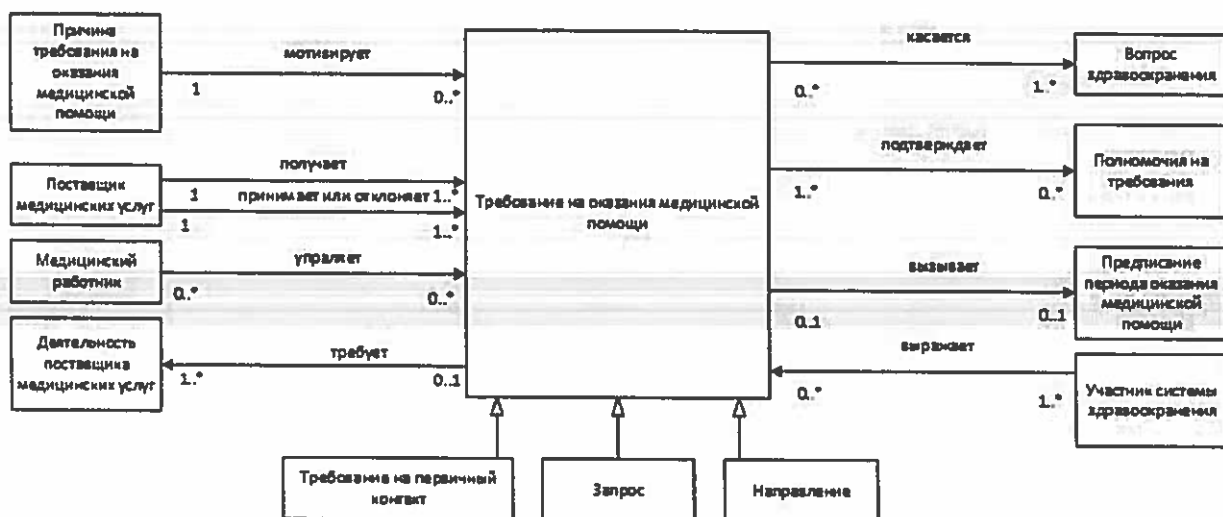 Причина
требования на
оказания
медицинской
помощи
мотивирует
1
0..*
Поставщик
медицинских услуг
получает
1
1..*
принимает или отклоняет
1
1..*
Медицинский
работник
упраляет
0..*
0..*
Деятельность
поставщика
медицинских услуг
требует
1..*
0..1
Требование на оказания медицинской
помощи
касается
0..*
1..*
Вопрос
здравоохранения
подтверждает
1..*
0..*
Полномочия на
требования
вызывает
0..1
0..1
Предписание
периода оказания
медицинской
помощи
выражает
0..*
1..*
Участник системы
здравоохранения
Требование на первичный
контакт
Запрос
Направление